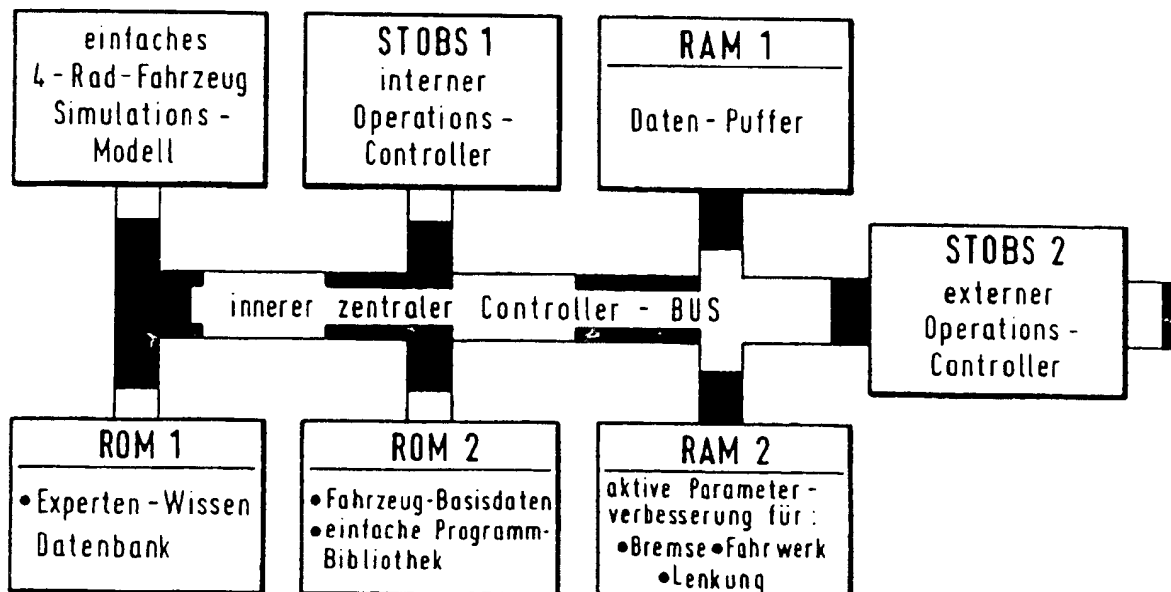 einfaches
4-Rad-Fahrzeug
Simulations-
Modell
STOBS 1
interner
Operations-
Controller
RAM 1
Daten-Puffer
STOBS 2
externer
Operations-
Controller
innerer zentraler Controller-BUS
ROM 1
•Experten-Wissen
Datenbank
ROM 2
•Fahrzeug-Basisdaten
•einfache Programm-
Bibliothek
RAM 2
aktive Parameter-
verbesserung für:
•Bremse•Fahrwerk
•Lenkung